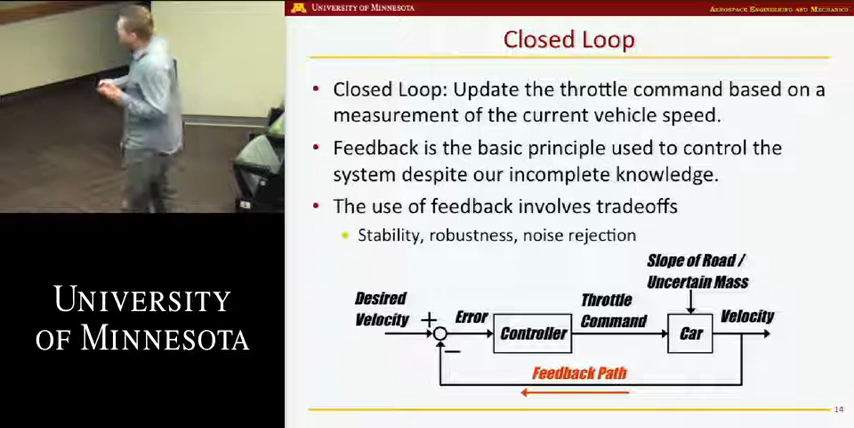 UNIVERSITY OF MINNESOTA
AEROSPACE ENGINEERING AND MECHANICS
Closed Loop
• Closed Loop: Update the throttle command based on a
measurement of the current vehicle speed.
• Feedback is the basic principle used to control the
system despite our incomplete knowledge.
• The use of feedback involves tradeoffs
• Stability, robustness, noise rejection
UNIVERSITY
OF MINNESOTA
Slope of Road /
Uncertain Mass
Desired
Velocity
+
Error
Controller
Throttle
Command
Car
Velocity
—
Feedback Path
14